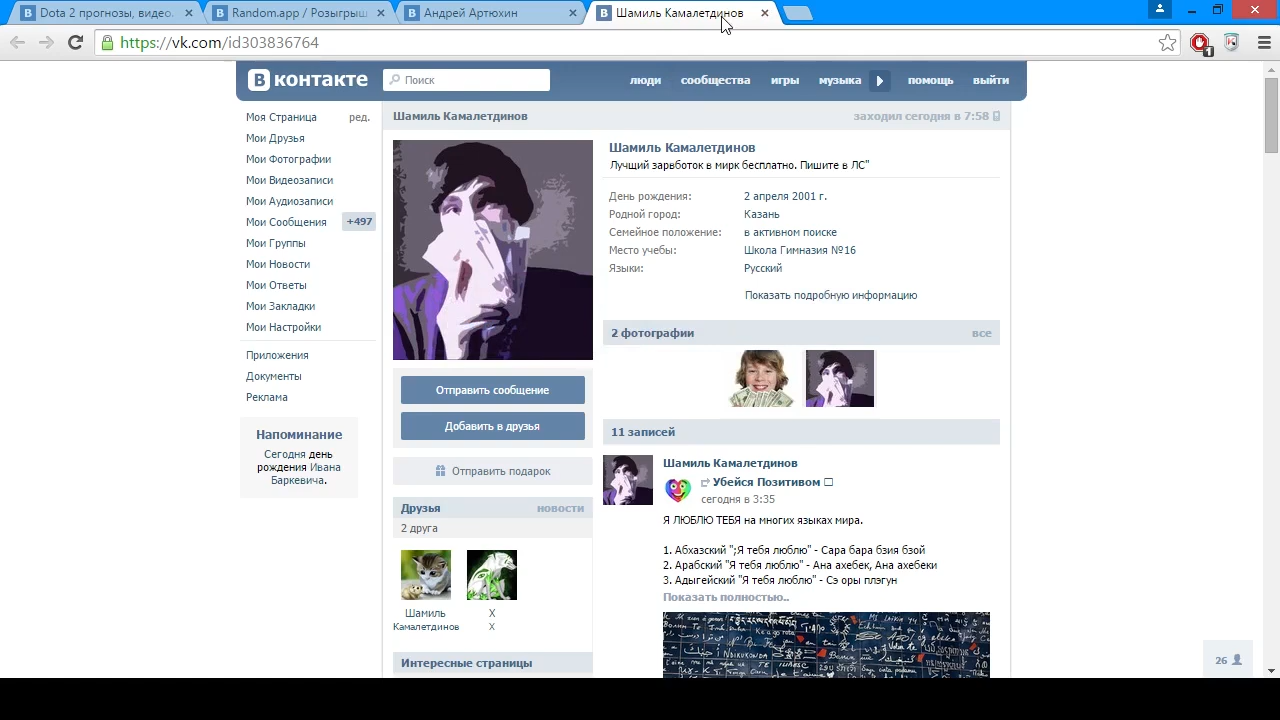 Dota 2 прогнозы, видео.
Random.app / Розыгрыш
Андрей Артюхин
Шамиль Камалетдинов
https://vk.com/id303836764
1
В контакте
Поиск
люди сообщества игры музыка помощь выйти
Моя Страница ред.
Мои Друзья
Мои Фотографии
Мои Видеозаписи
Мои Аудиозаписи
Мои Сообщения +497
Мои Группы
Мои Новости
Мои Ответы
Мои Закладки
Мои Настройки
Приложения
Документы
Реклама
Напоминание
Сегодня день
рождения Ивана
Баркевича.
Шамиль Камалетдинов заходил сегодня в 7:58
Отправить сообщение
Добавить в друзья
Отправить подарок
Друзья новости
2 друга
Шамиль
Камалетдинов
X
X
Интересные страницы
Шамиль Камалетдинов
Лучщий зарвботок в мирк бесплатно. Пишите в ЛС"
День рождения: 2 апреля 2001 г.
Родной город: Казань
Семейное положение: в активном поиске
Место учебы: Школа Гимназия №16
Языки: Русский
Показать подробную информацию
2 фотографии все
11 записей
Шамиль Камалетдинов
Убейся Позитивом
сегодня в 3:35
Я ЛЮБЛЮ ТЕБЯ на многих языках мира.
1. Абхазский ";Я тебя люблю" - Сара бара бзия бзой
2. Арабский "Я тебя люблю" - Ана ахебек, Ана ахебеки
3. Адыгейский "Я тебя люблю" - Сэ оры плэгун
Показать полностью..
26